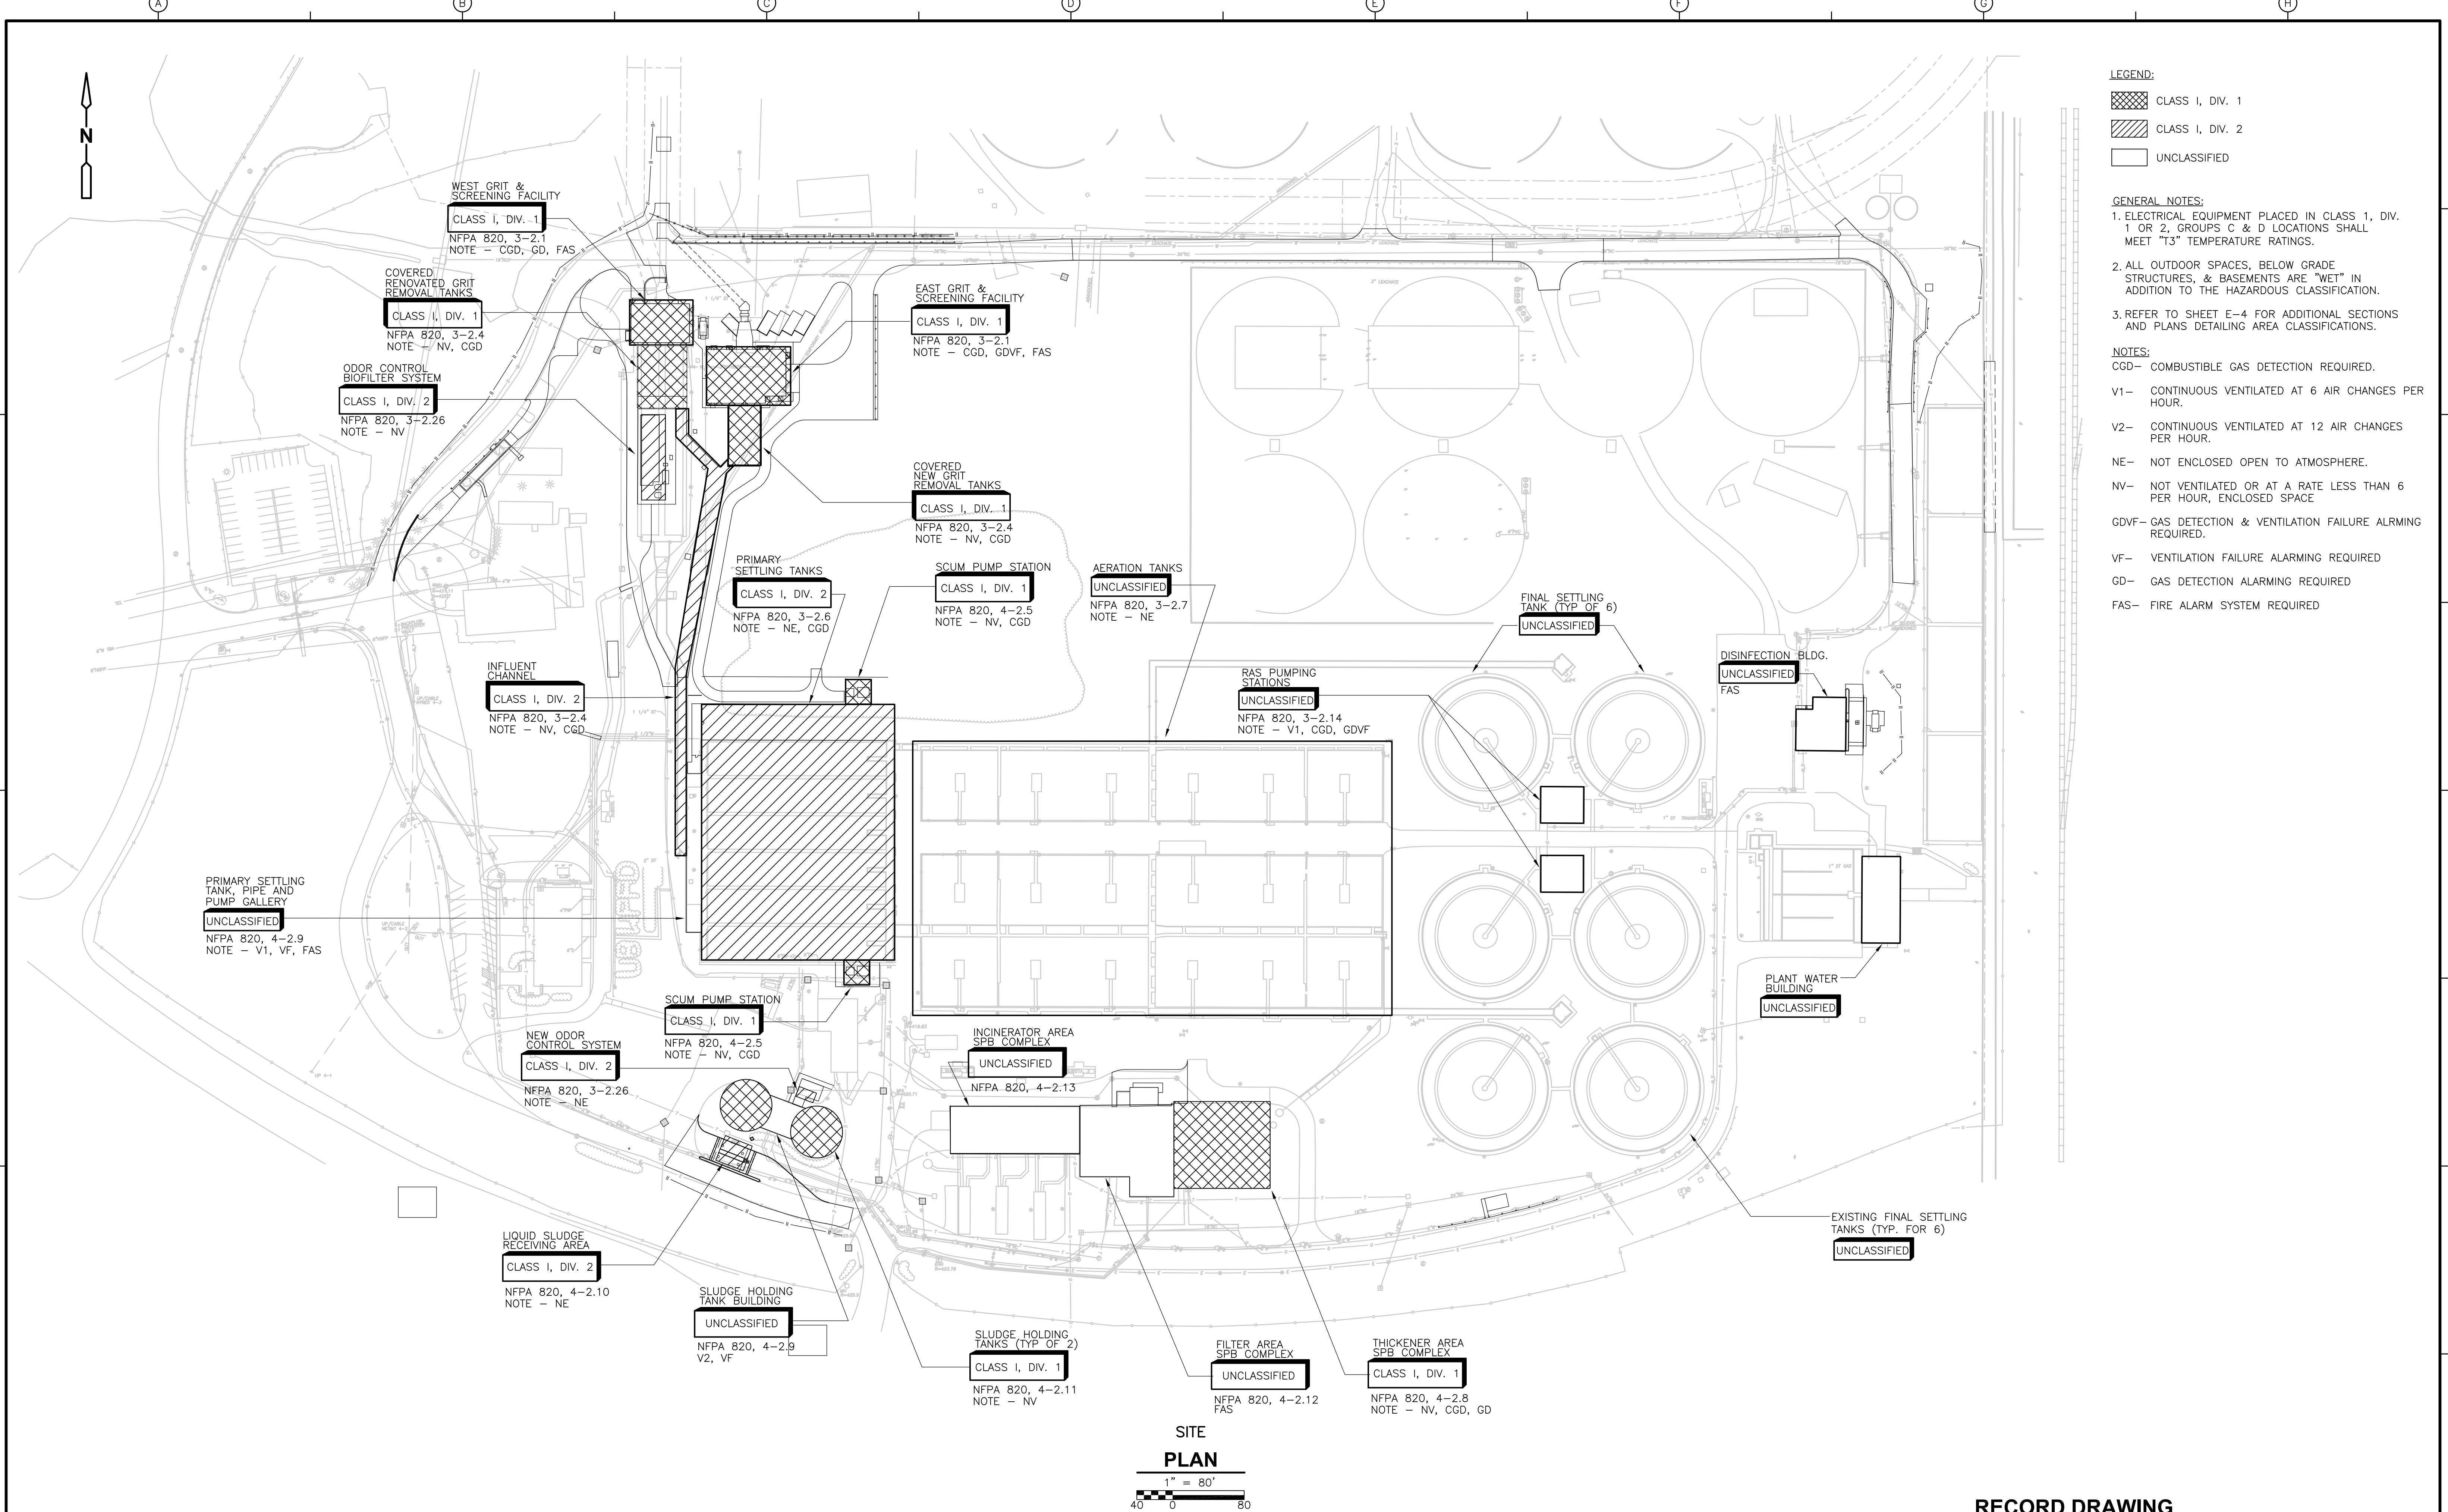 A
B
C
D
E
F
G
H
N
LEGEND:
CLASS I, DIV. 1
CLASS I, DIV. 2
UNCLASSIFIED
GENERAL NOTES:
1. ELECTRICAL EQUIPMENT PLACED IN CLASS 1, DIV.
1 OR 2, GROUPS C & D LOCATIONS SHALL
MEET "T3" TEMPERATURE RATINGS.
2. ALL OUTDOOR SPACES, BELOW GRADE
STRUCTURES, & BASEMENTS ARE "WET" IN
ADDITION TO THE HAZARDOUS CLASSIFICATION.
3. REFER TO SHEET E-4 FOR ADDITIONAL SECTIONS
AND PLANS DETAILING AREA CLASSIFICATIONS.
NOTES:
CGD- COMBUSTIBLE GAS DETECTION REQUIRED.
V1- CONTINUOUS VENTILATED AT 6 AIR CHANGES PER
HOUR.
V2- CONTINUOUS VENTILATED AT 12 AIR CHANGES
PER HOUR.
NE- NOT ENCLOSED OPEN TO ATMOSPHERE.
NV- NOT VENTILATED OR AT A RATE LESS THAN 6
PER HOUR, ENCLOSED SPACE
GDVF- GAS DETECTION & VENTILATION FAILURE ALRMING
REQUIRED.
VF- VENTILATION FAILURE ALARMING REQUIRED
GD- GAS DETECTION ALARMING REQUIRED
FAS- FIRE ALARM SYSTEM REQUIRED
WEST GRIT &
SCREENING FACILITY
CLASS I, DIV. 1
NFPA 820, 3-2.1
NOTE - CGD, GD, FAS
COVERED
RENOVATED GRIT
REMOVAL TANKS
CLASS I, DIV. 1
NFPA 820, 3-2.4
NOTE - NV, CGD
ODOR CONTROL
BIOFILTER SYSTEM
CLASS I, DIV. 2
NFPA 820, 3-2.26
NOTE - NV
EAST GRIT &
SCREENING FACILITY
CLASS I, DIV. 1
NFPA 820, 3-2.1
NOTE - CGD, GDVF, FAS
COVERED
NEW GRIT
REMOVAL TANKS
CLASS I, DIV. 1
NFPA 820, 3-2.4
NOTE - NV, CGD
PRIMARY
SETTLING TANKS
CLASS I, DIV. 2
NFPA 820, 3-2.6
NOTE - NE, CGD
SCUM PUMP STATION
CLASS I, DIV. 1
NFPA 820, 4-2.5
NOTE - NV, CGD
AERATION TANKS
UNCLASSIFIED
NFPA 820, 3-2.7
NOTE - NE
FINAL SETTLING
TANK (TYP OF 6)
UNCLASSIFIED
RAS PUMPING
STATIONS
UNCLASSIFIED
NFPA 820, 3-2.14
NOTE - V1, CGD, GDVF
DISINFECTION BLDG.
UNCLASSIFIED
FAS
INFLUENT
CHANNEL
CLASS I, DIV. 2
NFPA 820, 3-2.4
NOTE - NV, CGD
PRIMARY SETTLING
TANK, PIPE AND
PUMP GALLERY
UNCLASSIFIED
NFPA 820, 4-2.9
NOTE - V1, VF, FAS
PLANT WATER
BUILDING
UNCLASSIFIED
SCUM PUMP STATION
CLASS I, DIV. 1
NFPA 820, 4-2.5
NOTE - NV, CGD
NEW ODOR
CONTROL SYSTEM
CLASS I, DIV. 2
NFPA 820, 3-2.26
NOTE - NE
INCINERATOR AREA
SPB COMPLEX
UNCLASSIFIED
NFPA 820, 4-2.13
LIQUID SLUDGE
RECEIVING AREA
CLASS I, DIV. 2
NFPA 820, 4-2.10
NOTE - NE
SLUDGE HOLDING
TANK BUILDING
UNCLASSIFIED
NFPA 820, 4-2.9
V2, VF
SLUDGE HOLDING
TANKS (TYP OF 2)
CLASS I, DIV. 1
NFPA 820, 4-2.11
NOTE - NV
FILTER AREA
SPB COMPLEX
UNCLASSIFIED
NFPA 820, 4-2.12
FAS
THICKENER AREA
SPB COMPLEX
CLASS I, DIV. 1
NFPA 820, 4-2.8
NOTE - NV, CGD, GD
EXISTING FINAL SETTLING
TANKS (TYP. FOR 6)
UNCLASSIFIED
SITE
PLAN
1" = 80'
40 0 80
RECORD DRAWING